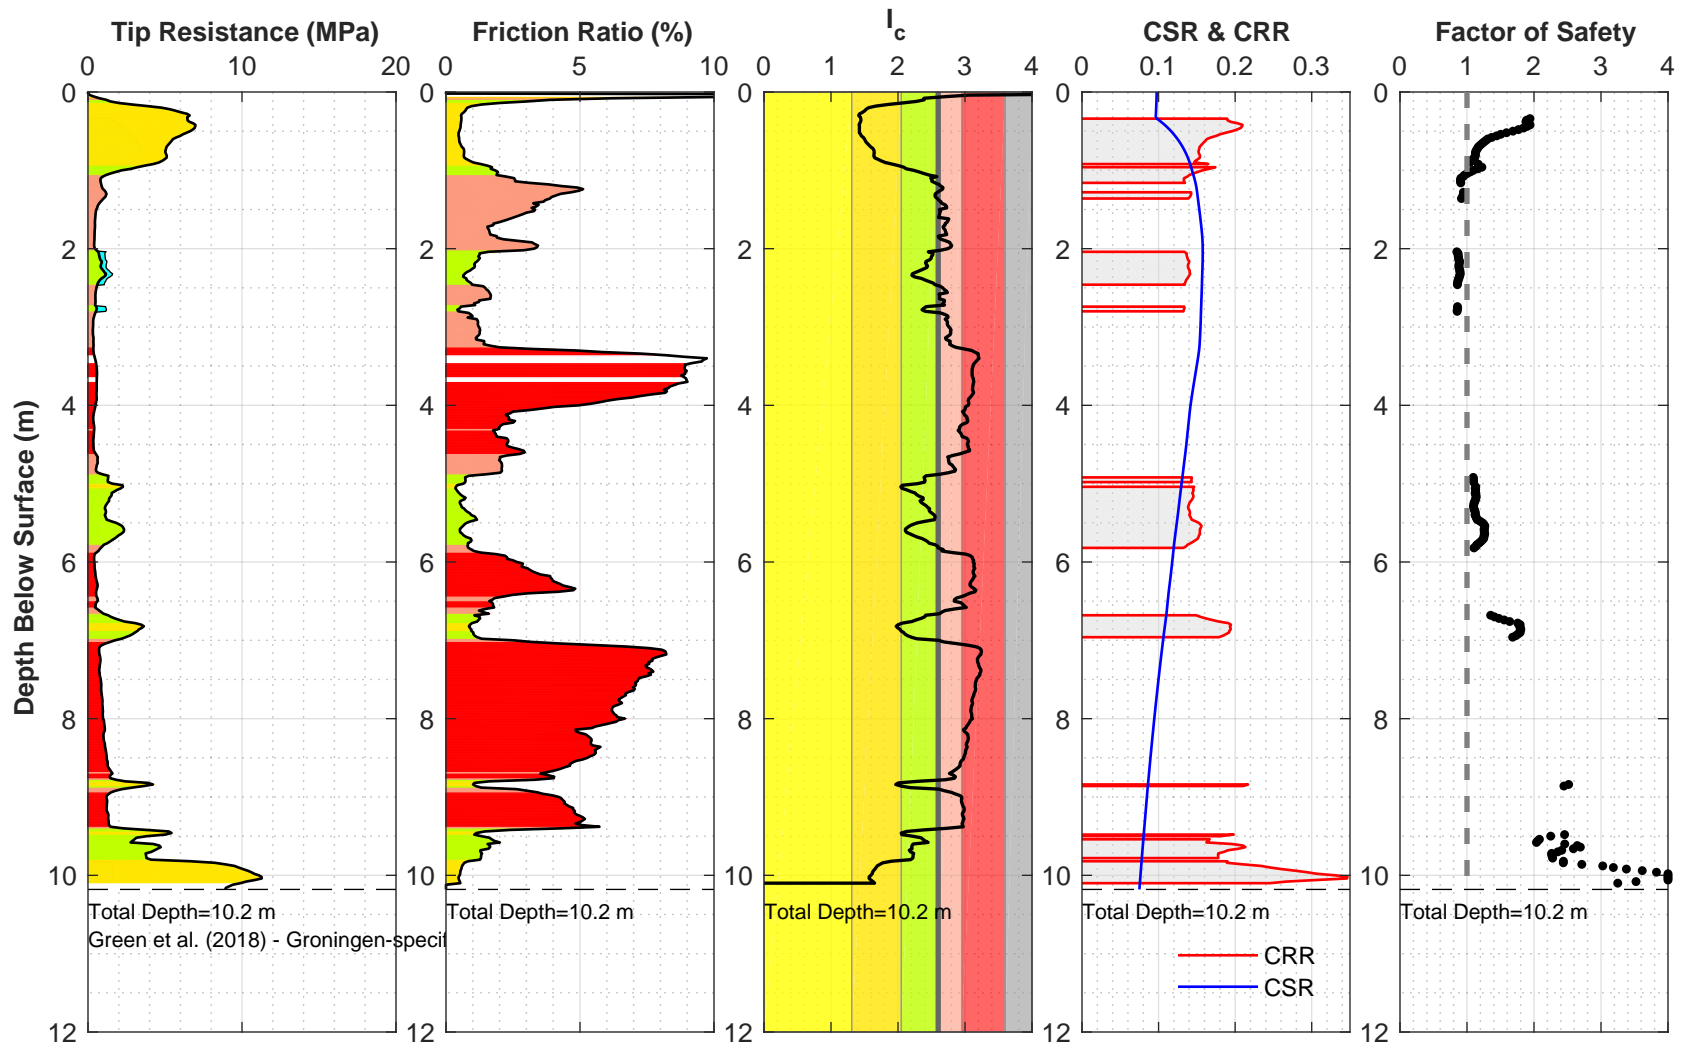 Tip Resistance (MPa)
Friction Ratio (%)
I_c
CSR & CRR
Factor of Safety
0 10 20
0 5 10
0 1 2 3 4
0 0.1 0.2 0.3
0 1 2 3 4
0 0 0 0 0
2 2 2 2 2
4 4 4 4 4
6 6 6 6 6
8 8 8 8 8
10 10 10 10 10
12 12 12 12 12
Depth Below Surface (m)
Total Depth=10.2 m
Total Depth=10.2 m
Total Depth=10.2 m
Total Depth=10.2 m
Total Depth=10.2 m
Green et al. (2018) - Groningen-specif
CRR
CSR